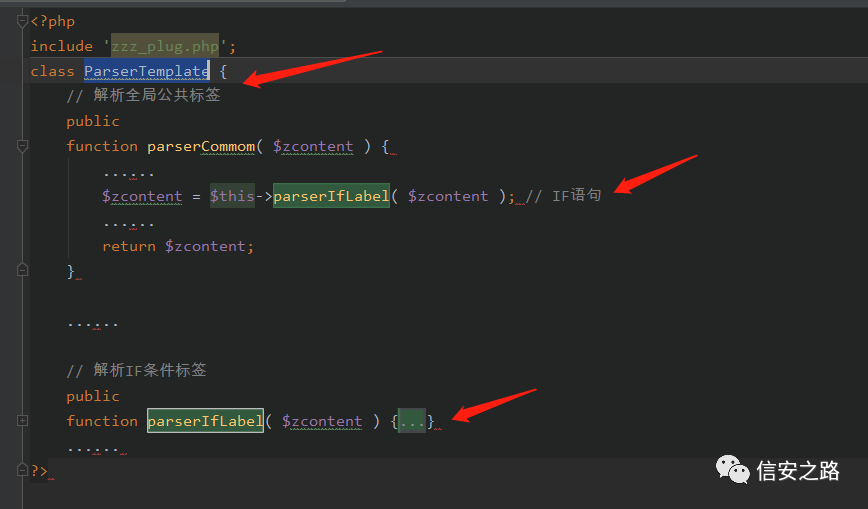 <?php
include 'zzz_plug.php';
class ParserTemplate {
// 解析全局公共标签
public
function parserCommom( $zcontent ) {
......
$zcontent = $this->parserIfLabel( $zcontent ); // IF语句
......
return $zcontent;
}
......
// 解析IF条件标签
public
function parserIfLabel( $zcontent ) {...}
......
?>
信安之路